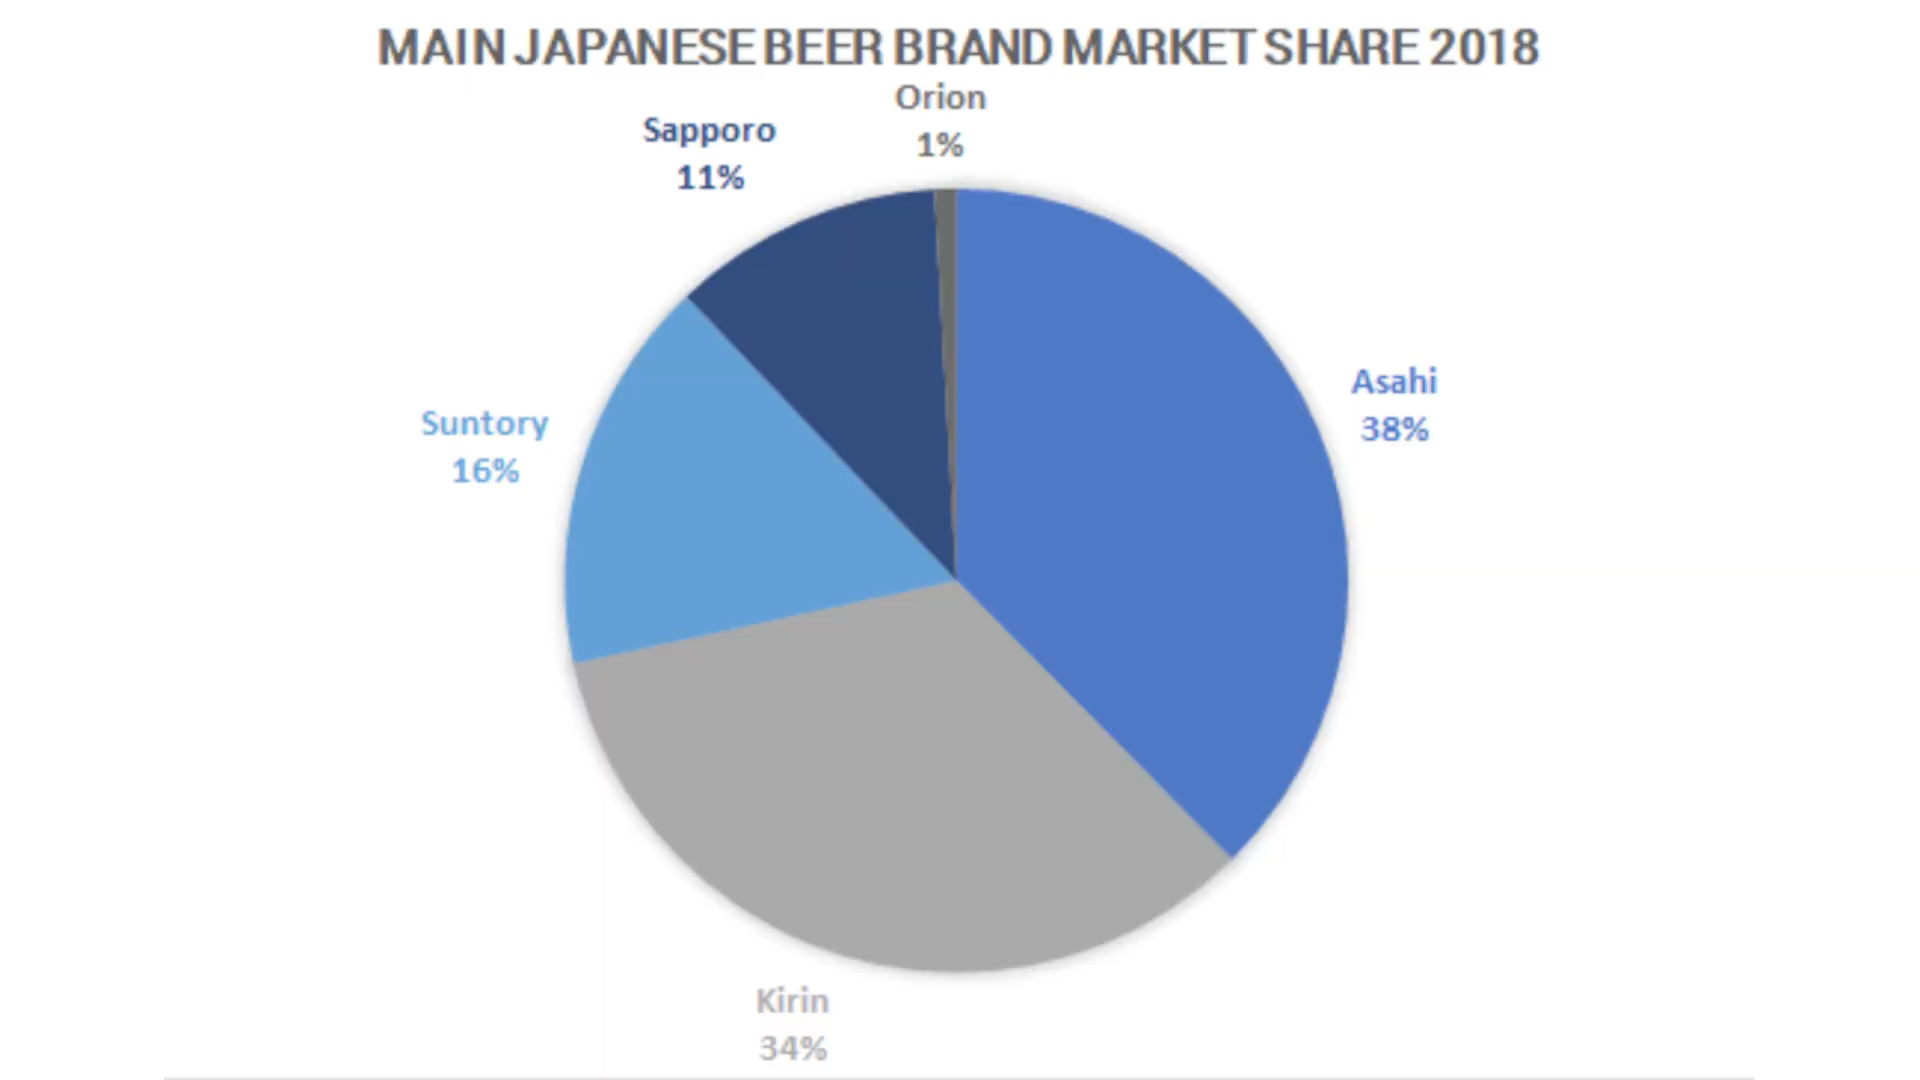 MAIN JAPANESE BEER BRAND MARKET SHARE 2018
Orion
1%
Sapporo
11%
Asahi
38%
Suntory
16%
Kirin
34%